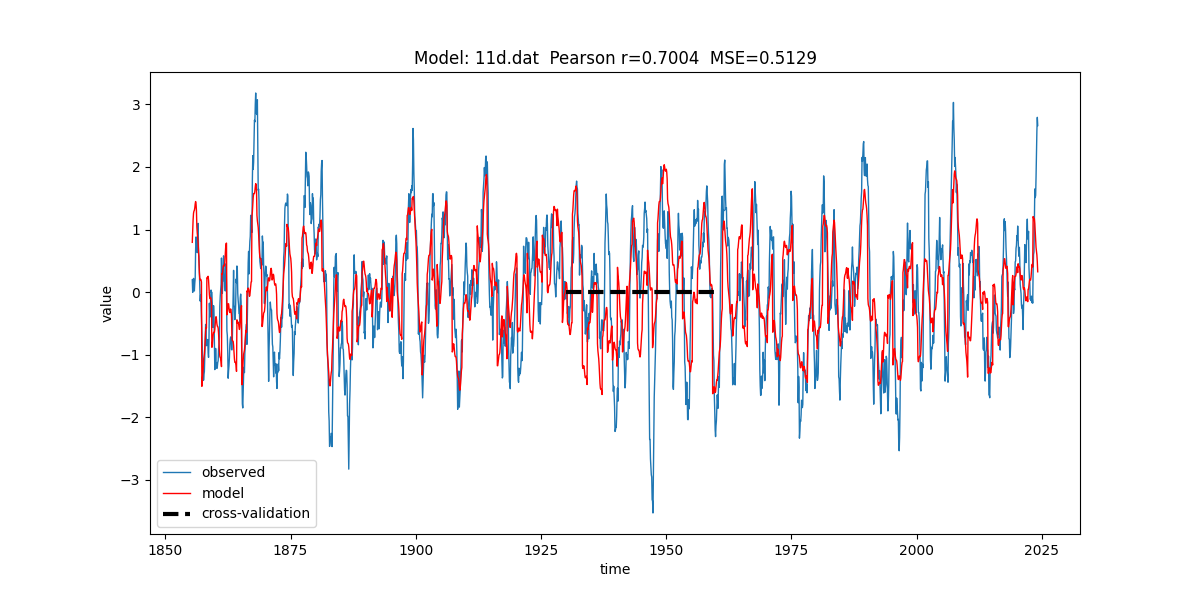 Model: 11d.dat  Pearson r=0.7004  MSE=0.5129
value
3
2
1
0
−1
−2
−3
observed
model
cross-validation
1850
1875
1900
1925
1950
1975
2000
2025
time